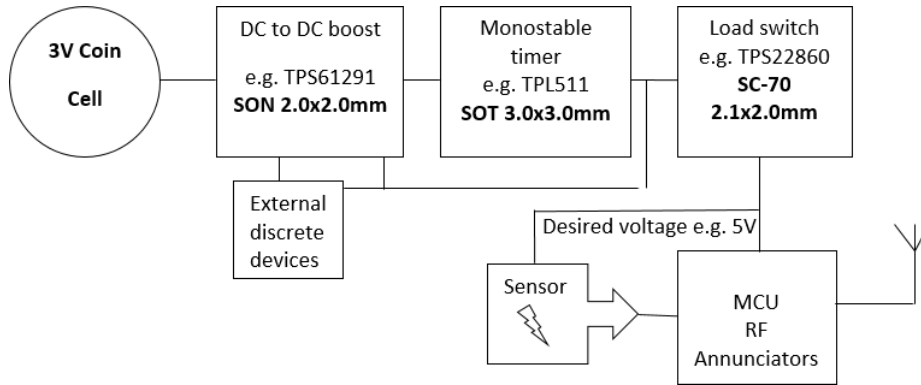 3V Coin
Cell
DC to DC boost
e.g. TPS61291
SON 2.0x2.0mm
Monostable
timer
e.g. TPL511
SOT 3.0x3.0mm
Load switch
e.g. TPS22860
SC-70
2.1x2.0mm
External
discrete
devices
Desired voltage e.g. 5V
Sensor
MCU
RF
Annunciators